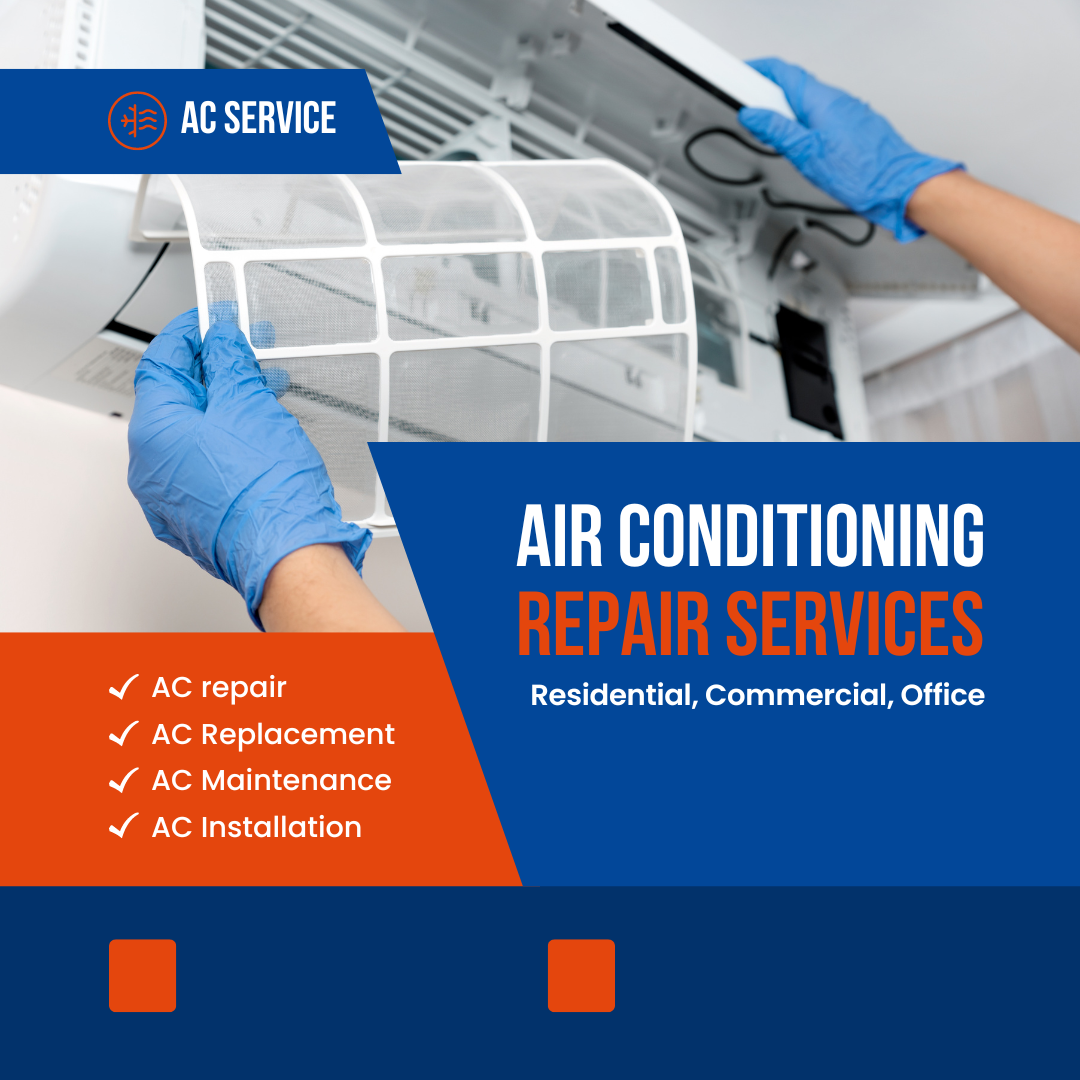 AC SERVICE
AIR CONDITIONING
REPAIR SERVICES
Residential, Commercial, Office
AC repair
AC Replacement
AC Maintenance
AC Installation